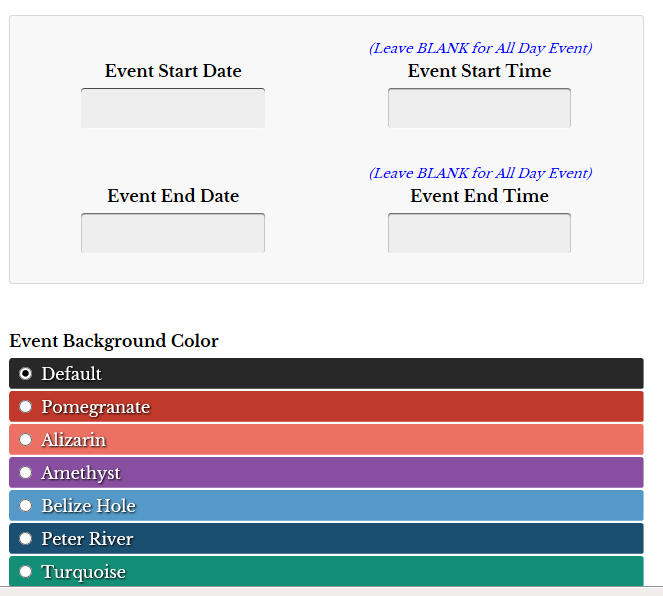 (Leave BLANK for All Day Event)
Event Start Date
Event Start Time
(Leave BLANK for All Day Event)
Event End Date
Event End Time
Event Background Color
Default
Pomegranate
Alizarin
Amethyst
Belize Hole
Peter River
Turquoise